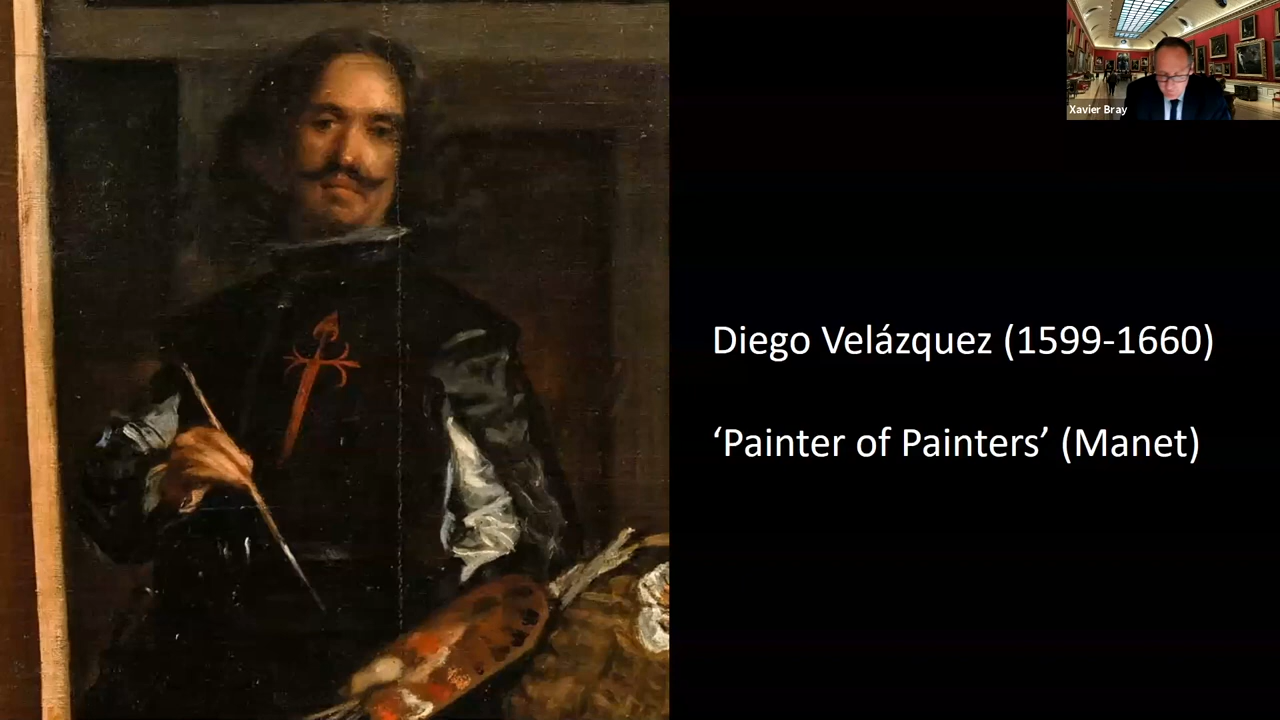 Xavier Bray
Diego Velázquez (1599-1660)
‘Painter of Painters’ (Manet)